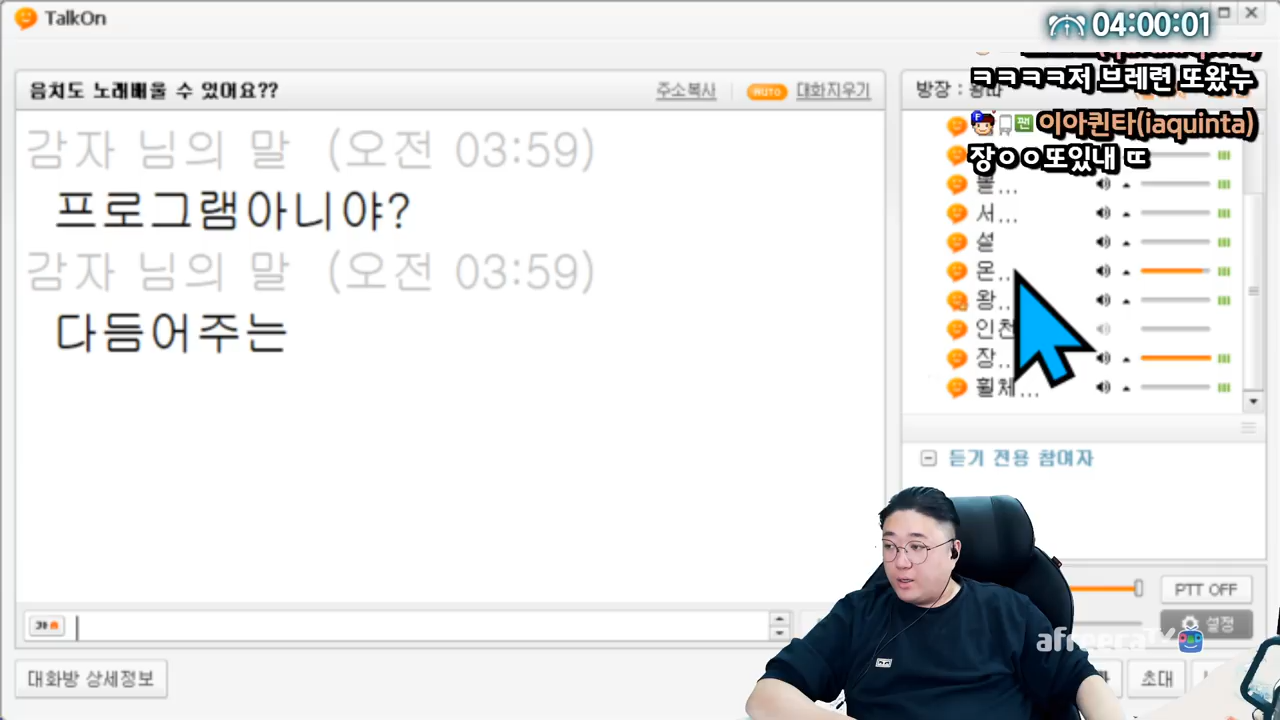 TalkOn
04:00:01
음치도 노래배울 수 있어요??
주소복사
AUTO
대화지우기
방장 :
ㅋㅋㅋㅋ저 브레련 또왔누
이아퀸타(iaquinta)
장ㅇㅇ또있내 ㄸ
감자 님의 말 (오전 03:59)
프로그램아니야?
감자 님의 말 (오전 03:59)
다듬어주는
서...
설
온..
왕..
인천
장..
휠체...
듣기 전용 참여자
PTT OFF
설정
afreecaTV
가
대화방 상세정보
초대